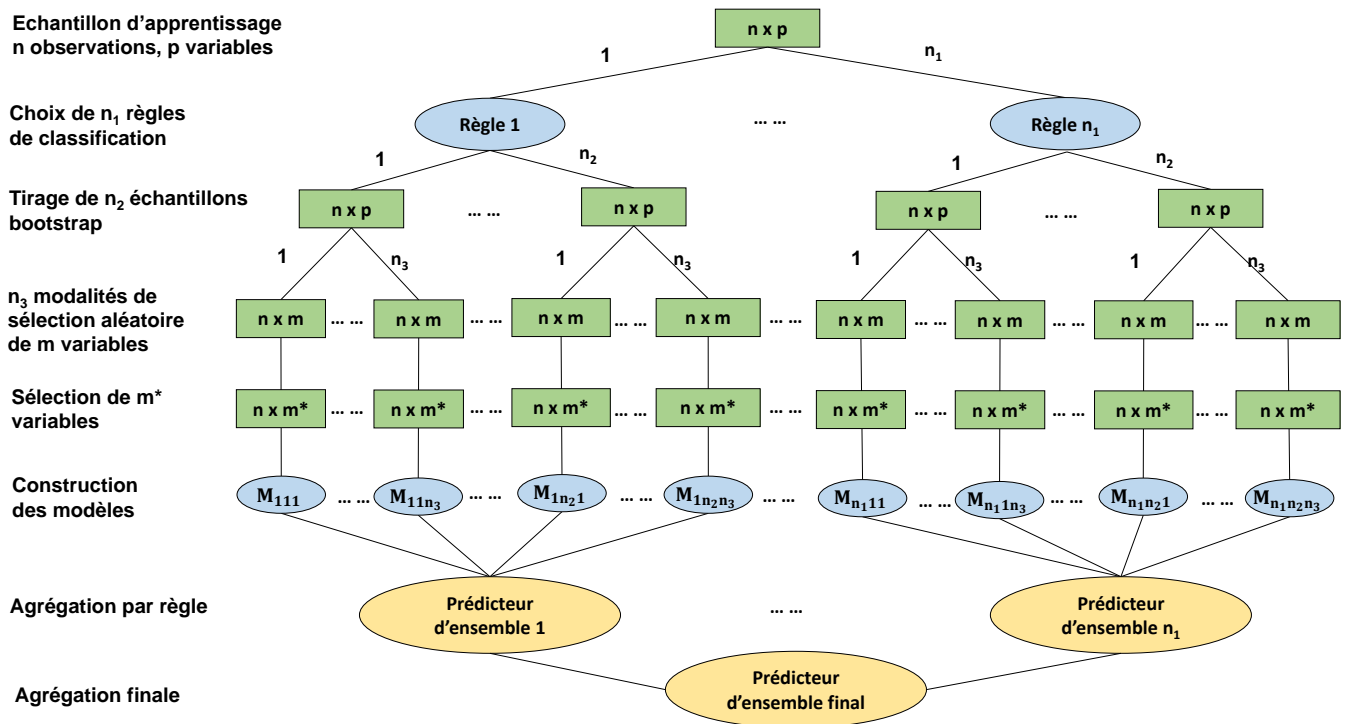 Echantillon d’apprentissage
n observations, p variables
n x p
1
n₁
Choix de n₁ règles
de classification
Règle 1
... ...
Règle n₁
1
n₂
1
n₂
Tirage de n₂ échantillons
bootstrap
n x p
... ...
n x p
n x p
... ...
n x p
1
n₃
1
n₃
1
n₃
1
n₃
n₃ modalités de
sélection aléatoire
de m variables
n x m ... ... n x m ... ... n x m ... ... n x m ... ... n x m ... ... n x m ... ... n x m ... ... n x m
Sélection de m*
variables
n x m* ... ... n x m* ... ... n x m* ... ... n x m* ... ... n x m* ... ... n x m* ... ... n x m* ... ... n x m*
Construction
des modèles
M₁₁₁ ... ... M₁₁ₙ₃ ... ... M₁ₙ₂₁ ... ... M₁ₙ₂ₙ₃ ... ... Mₙ₁₁₁ ... ... Mₙ₁₁ₙ₃ ... ... Mₙ₁ₙ₂₁ ... ... Mₙ₁ₙ₂ₙ₃
Agrégation par règle
Prédicteur
d’ensemble 1
... ...
Prédicteur
d’ensemble n₁
Agrégation finale
Prédicteur
d’ensemble final